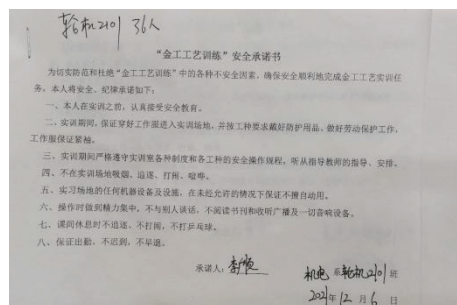 轮机2101 36人
“金工工艺训练”安全承诺书
为切实防范和杜绝“金工工艺训练”中的各种不安全因素，确保安全顺利地完成金工工艺实训任
务。本人将安全、纪律承诺如下：
一、本人在实训之前，认真接受安全教育。
二、实训期间，保证穿好工作服进入实训场地，并按工种要求戴好防护用品、做好劳动保护工作，
工作服保证紧袖。
三、实训期间严格遵守实训室各种制度和各工种的安全操作规程，听从指导教师的指导、安排。
四、不在实训场地吸烟、追逐、打闹、喧哗。
五、实习场地的任何机器设备及设施，在未经允许的情况下保证不擅自动用。
六、操作时做到精力集中，不与别人谈话，不阅读书刊和收听广播及一切音响设备。
七、课间休息时不追逐、不打闹，不打乒乓球。
八、保证出勤，不迟到，不早退。
承诺人：
机电 系 轮机2101 班
2021年 12 月 6 日